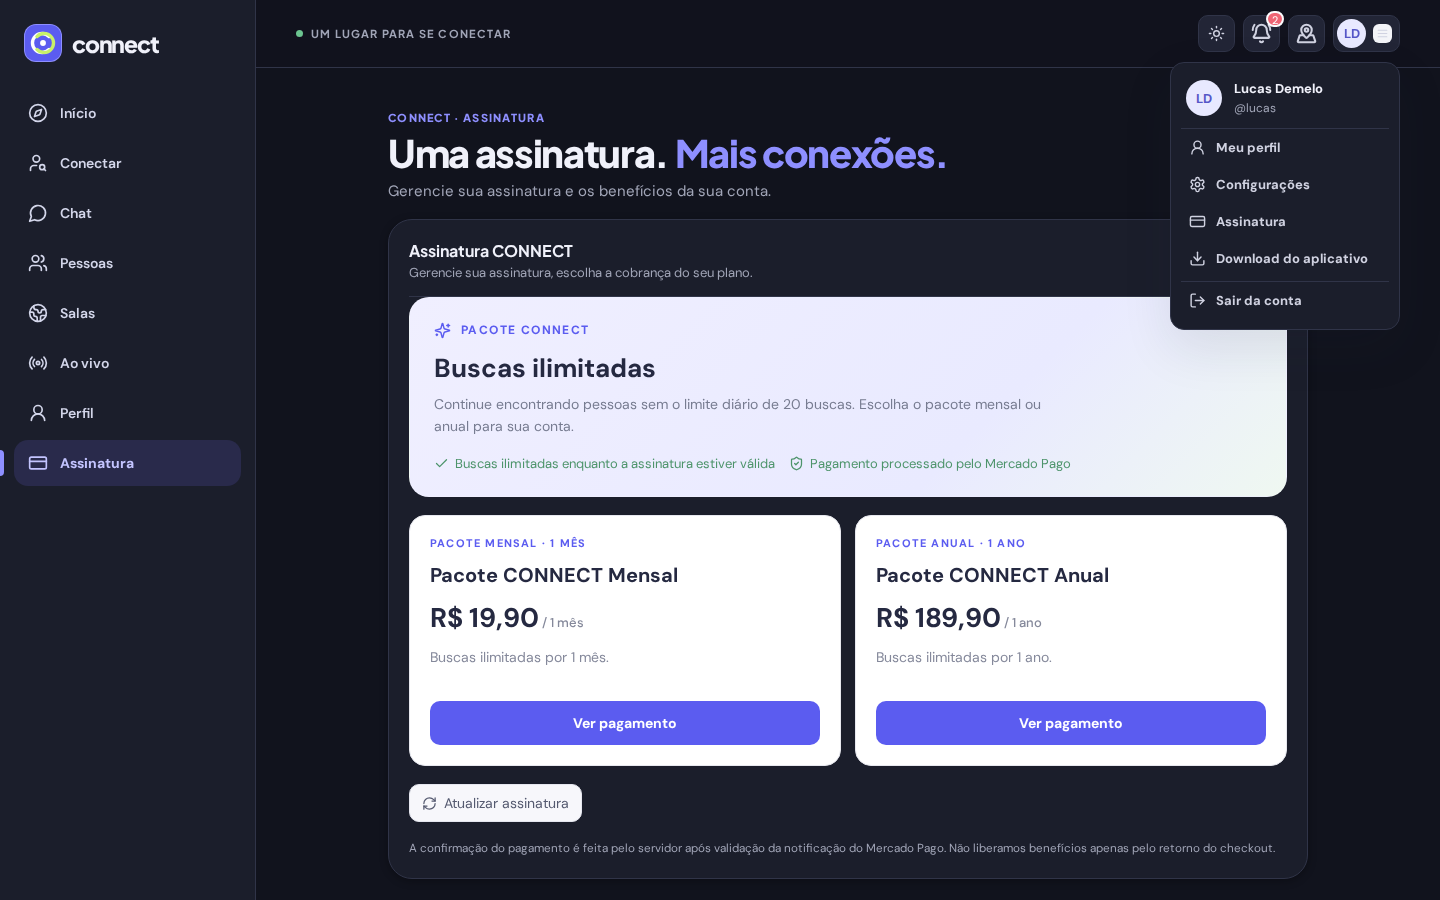 connect
Início
Conectar
Chat
Pessoas
Salas
Ao vivo
Perfil
Assinatura
UM LUGAR PARA SE CONECTAR
2
LD
LD
Lucas Demelo
@lucas
Meu perfil
Configurações
Assinatura
Download do aplicativo
Sair da conta
CONNECT · ASSINATURA
Uma assinatura. Mais conexões.
Gerencie sua assinatura e os benefícios da sua conta.
Assinatura CONNECT
Gerencie sua assinatura, escolha a cobrança do seu plano.
PACOTE CONNECT
Buscas ilimitadas
Continue encontrando pessoas sem o limite diário de 20 buscas. Escolha o pacote mensal ou
anual para sua conta.
Buscas ilimitadas enquanto a assinatura estiver válida
Pagamento processado pelo Mercado Pago
PACOTE MENSAL · 1 MÊS
Pacote CONNECT Mensal
R$ 19,90 / 1 mês
Buscas ilimitadas por 1 mês.
Ver pagamento
PACOTE ANUAL · 1 ANO
Pacote CONNECT Anual
R$ 189,90 / 1 ano
Buscas ilimitadas por 1 ano.
Ver pagamento
Atualizar assinatura
A confirmação do pagamento é feita pelo servidor após validação da notificação do Mercado Pago. Não liberamos benefícios apenas pelo retorno do checkout.